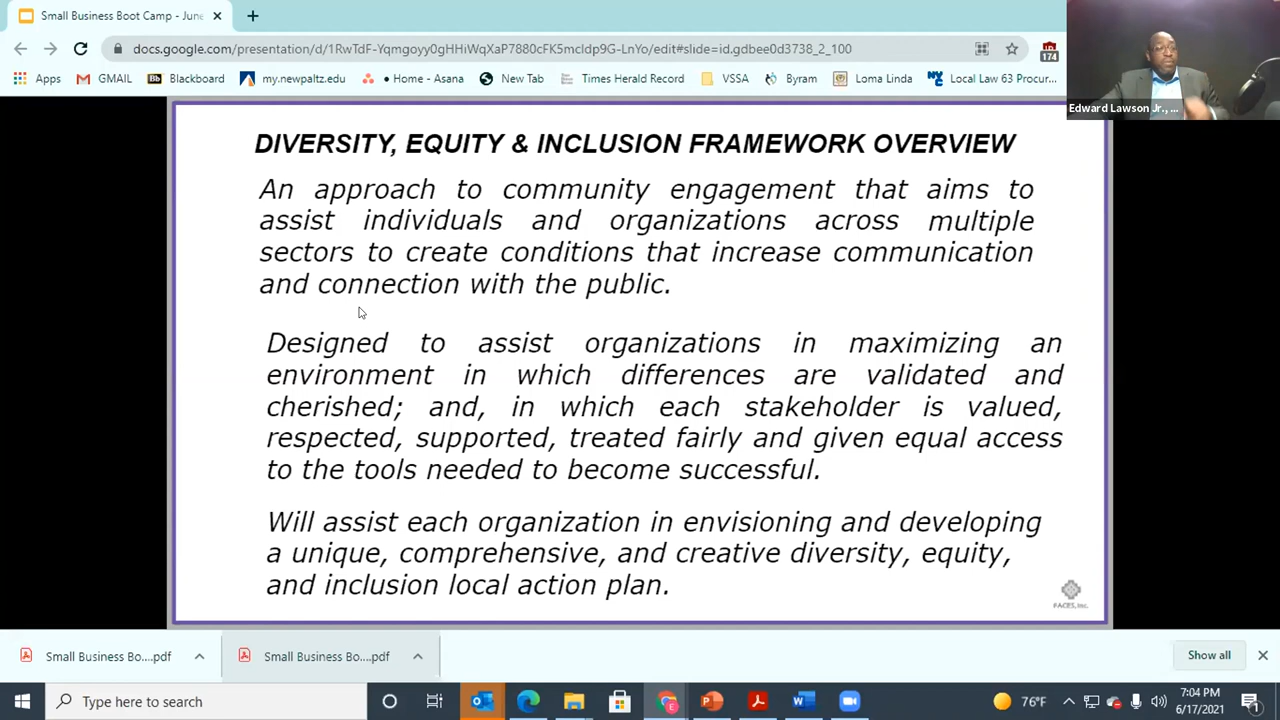 Small Business Boot Camp - June
docs.google.com/presentation/d/1RwTdF-Yqmgoyy0gHHiWqXaP7880cFK5mcIdp9G-LnYo/edit#slide=id.gdbee0d3738_2_100
174
Apps GMAIL Bb Blackboard my.newpaltz.edu • Home - Asana New Tab Times Herald Record VSSA Byram Loma Linda Local Law 63 Procur...
Edward Lawson Jr., ...
DIVERSITY, EQUITY & INCLUSION FRAMEWORK OVERVIEW
An approach to community engagement that aims to
assist individuals and organizations across multiple
sectors to create conditions that increase communication
and connection with the public.
Designed to assist organizations in maximizing an
environment in which differences are validated and
cherished; and, in which each stakeholder is valued,
respected, supported, treated fairly and given equal access
to the tools needed to become successful.
Will assist each organization in envisioning and developing
a unique, comprehensive, and creative diversity, equity,
and inclusion local action plan.
FACES, Inc.
Small Business Bo....pdf Small Business Bo....pdf Show all
Type here to search 76°F 7:04 PM
6/17/2021